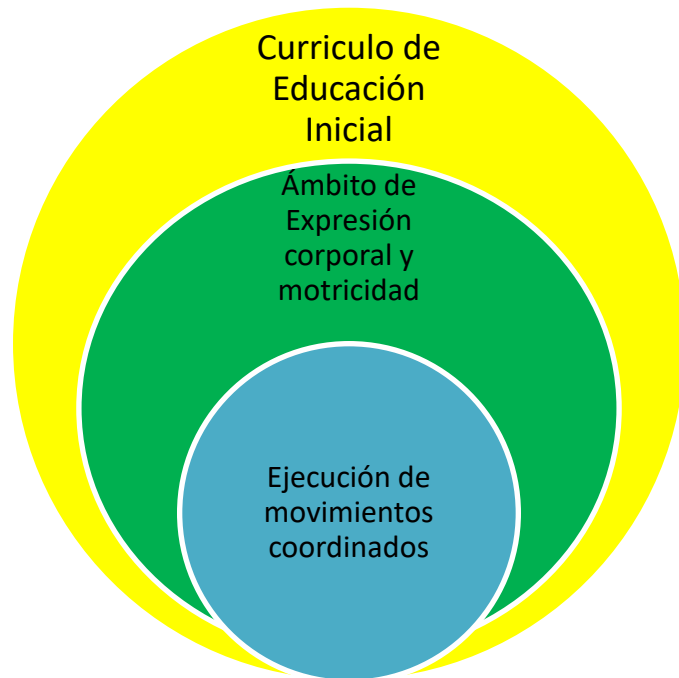 Curriculo de
Educación
Inicial
Ámbito de
Expresión
corporal y
motricidad
Ejecución de
movimientos
coordinados